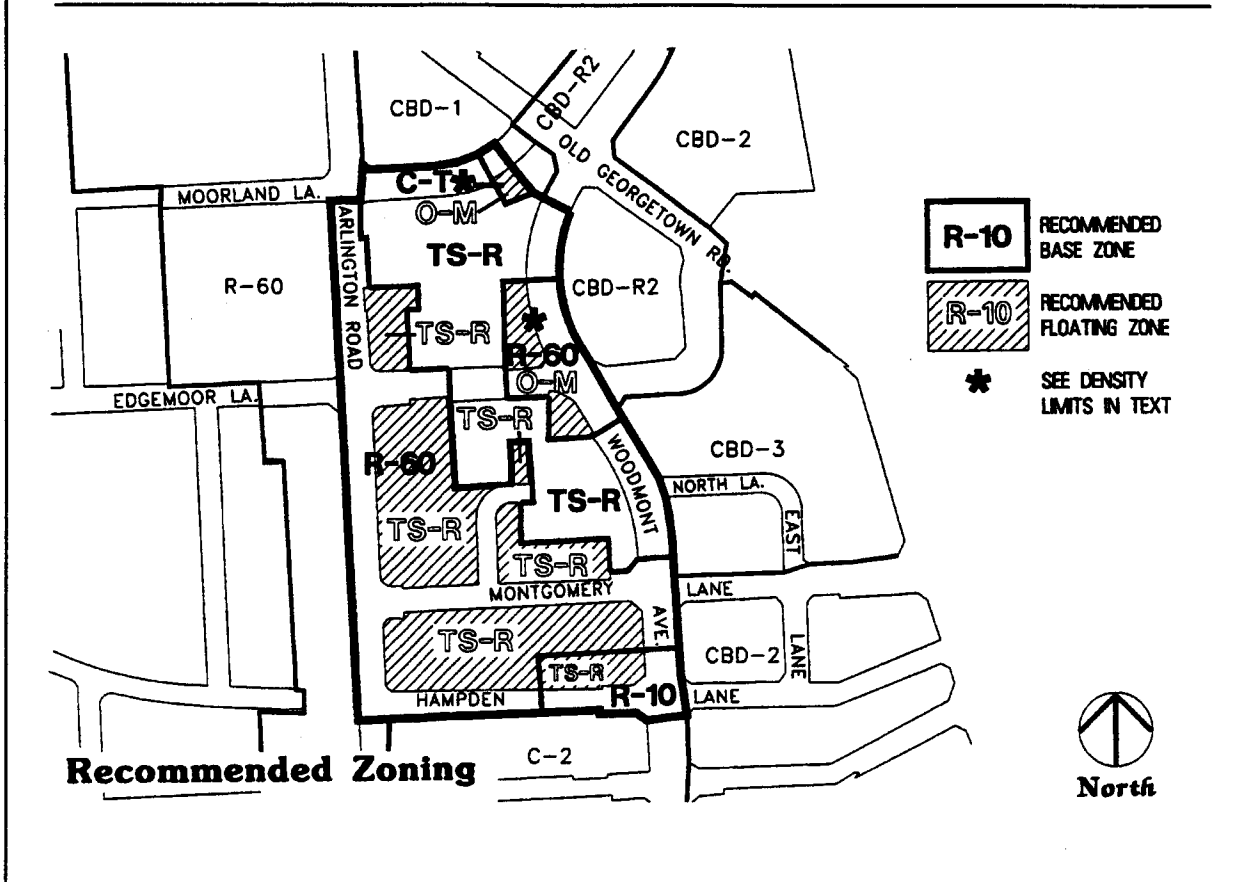 CBD-R2
CBD-1
CBD-2
OLD GEORGETOWN RD.
MOORLAND LA.
C-T*
O-M
ARLINGTON ROAD
TS-R
R-60
CBD-R2
TS-R
*
R-60
O-M
EDGEMOOR LA.
TS-R
R-60
WOODMONT
CBD-3
NORTH LA.
TS-R
EAST
TS-R
TS-R
MONTGOMERY
LANE
AVE.
TS-R
LANE
CBD-2
TS-R
R-10
HAMPDEN
LANE
C-2
Recommended Zoning
R-10
RECOMMENDED
BASE ZONE
R-10
RECOMMENDED
FLOATING ZONE
*
SEE DENSITY
LIMITS IN TEXT
North